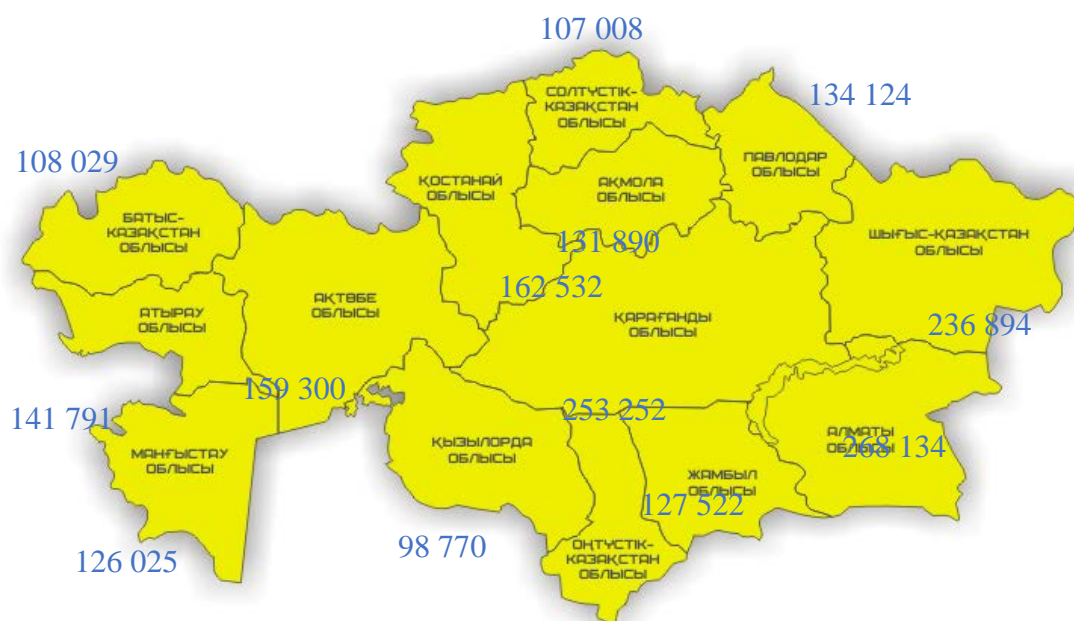 107 008
СОЛТҮСТІК-
ҚАЗАҚСТАН
ОБЛЫСЫ
134 124
108 029
ҚОСТАНАЙ
ОБЛЫСЫ
АҚМОЛА
ОБЛЫСЫ
ПАВЛОДАР
ОБЛЫСЫ
БАТЫС-
ҚАЗАҚСТАН
ОБЛЫСЫ
ШЫҒЫС-ҚАЗАҚСТАН
ОБЛЫСЫ
131 890
162 532
АТЫРАУ
ОБЛЫСЫ
АҚТӨБЕ
ОБЛЫСЫ
ҚАРАҒАНДЫ
ОБЛЫСЫ
236 894
159 300
141 791
253 252
МАНҒЫСТАУ
ОБЛЫСЫ
ҚЫЗЫЛОРДА
ОБЛЫСЫ
АЛМАТЫ
ОБЛЫСЫ
268 134
ЖАМБЫЛ
ОБЛЫСЫ
127 522
98 770
126 025
ОҢТҮСТІК-
ҚАЗАҚСТАН
ОБЛЫСЫ